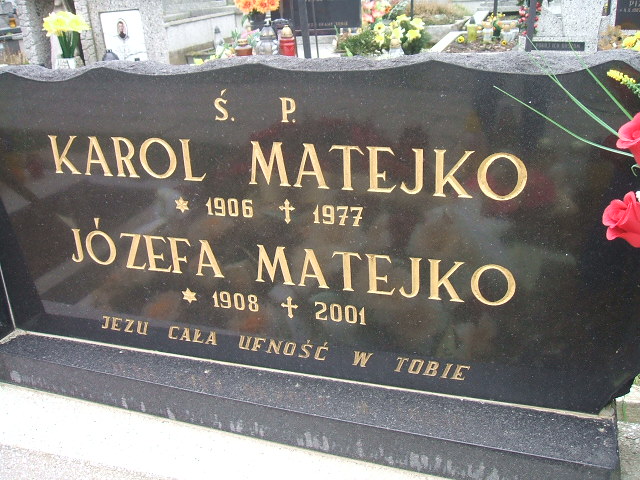 Ś. P.
KAROL MATEJKO
* 1906 ✝ 1977
JÓZEFA MATEJKO
* 1908 ✝ 2001
JEZU CAŁA UFNOŚĆ W TOBIE